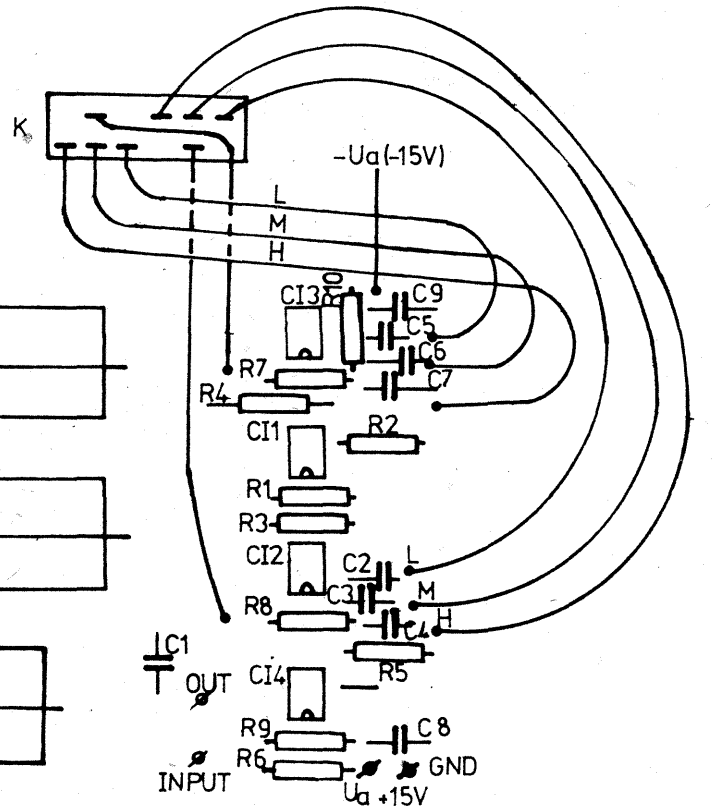 K
-Ua(-15V)
L
M
H
R10
CI3
C9
C5
C6
R7
C7
R4
CI1
R2
R1
R3
CI2
C2
L
C3
M
R8
C4
H
C1
R5
CI4
OUT
R9
C8
R6
GND
INPUT
Ua +15V